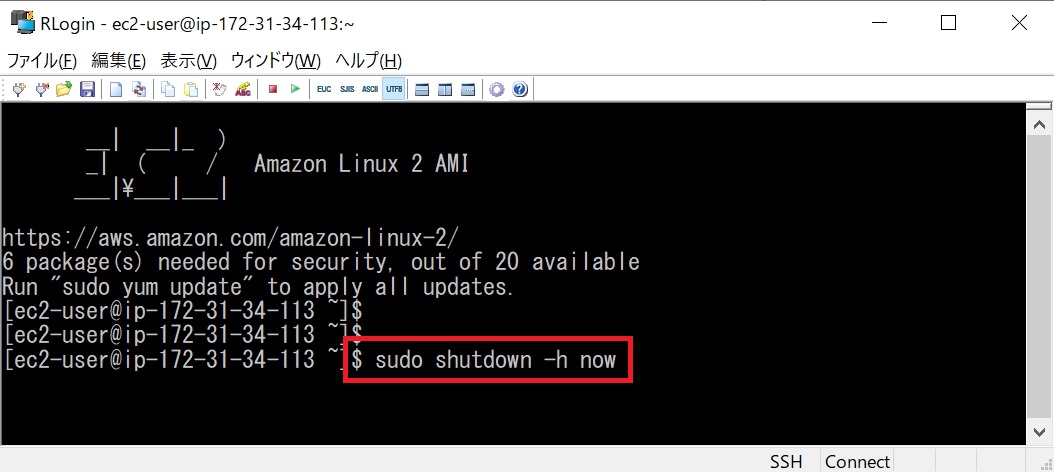 RLogin - ec2-user@ip-172-31-34-113:~
ファイル(F) 編集(E) 表示(V) ウィンドウ(W) ヘルプ(H)
ABC EUC SJIS ASCII UTF8
__|  __|_  )
_|  (     /   Amazon Linux 2 AMI
___|¥___|___|
https://aws.amazon.com/amazon-linux-2/
6 package(s) needed for security, out of 20 available
Run "sudo yum update" to apply all updates.
[ec2-user@ip-172-31-34-113 ~]$
[ec2-user@ip-172-31-34-113 ~]$
[ec2-user@ip-172-31-34-113 ~]$ sudo shutdown -h now
SSH Connect